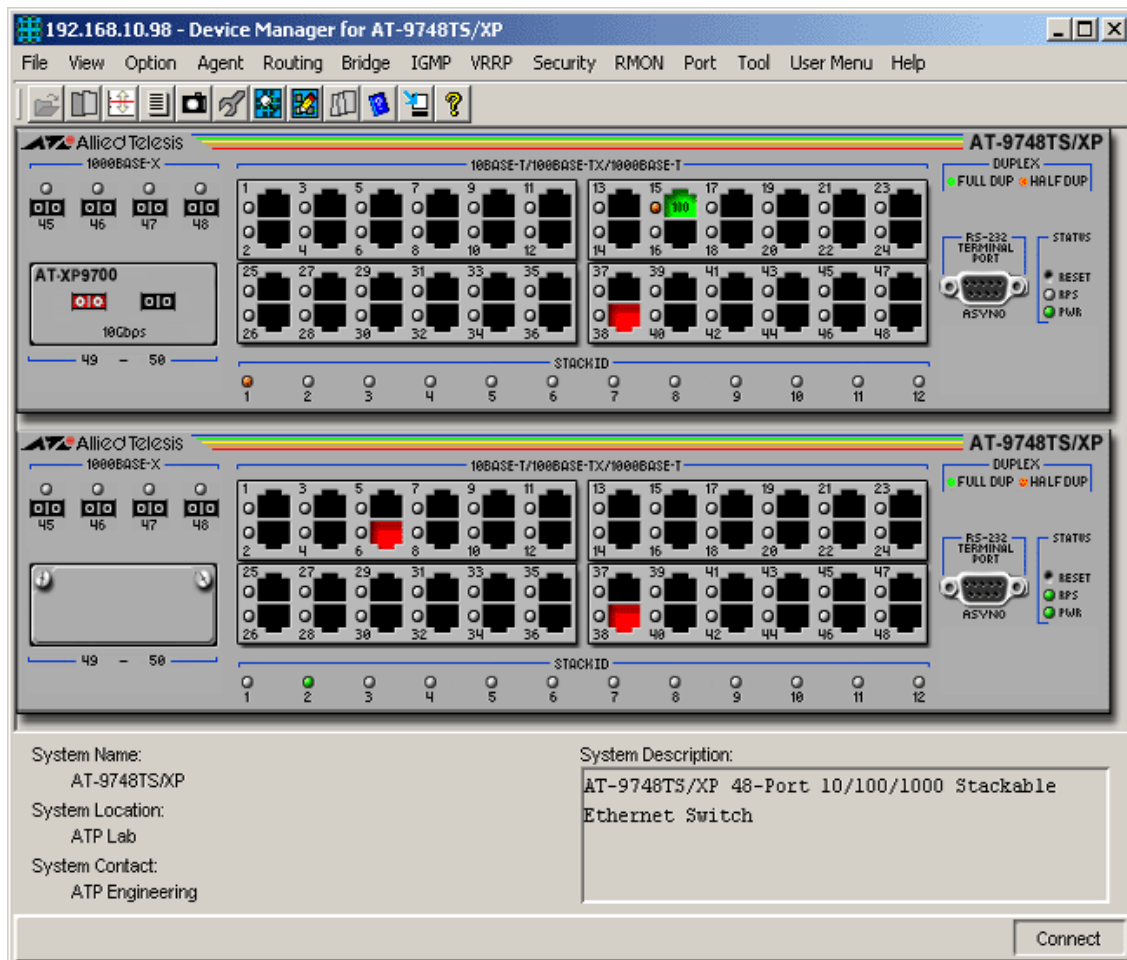 192.168.10.98 - Device Manager for AT-9748TS/XP
File View Option Agent Routing Bridge IGMP VRRP Security RMON Port Tool User Menu Help
Allied Telesis AT-9748TS/XP
1000BASE-X 10BASE-T/100BASE-TX/1000BASE-T DUPLEX
FULL DUP HALF DUP
1 3 5 7 9 11 13 15 17 19 21 23
100
45 46 47 48
2 4 6 8 10 12 14 16 18 20 22 24
RS-232 TERMINAL PORT STATUS
AT-XP9700
25 27 29 31 33 35 37 39 41 43 45 47
RESET
RPS
PWR
ASYN0
10Gbps
26 28 30 32 34 36 38 40 42 44 46 48
49 - 50
STACK ID
1 2 3 4 5 6 7 8 9 10 11 12
Allied Telesis AT-9748TS/XP
1000BASE-X 10BASE-T/100BASE-TX/1000BASE-T DUPLEX
FULL DUP HALF DUP
1 3 5 7 9 11 13 15 17 19 21 23
45 46 47 48
2 4 6 8 10 12 14 16 18 20 22 24
RS-232 TERMINAL PORT STATUS
25 27 29 31 33 35 37 39 41 43 45 47
RESET
RPS
PWR
ASYN0
26 28 30 32 34 36 38 40 42 44 46 48
49 - 50
STACK ID
1 2 3 4 5 6 7 8 9 10 11 12
System Name:
AT-9748TS/XP
System Location:
ATP Lab
System Contact:
ATP Engineering
System Description:
AT-9748TS/XP 48-Port 10/100/1000 Stackable
Ethernet Switch
Connect